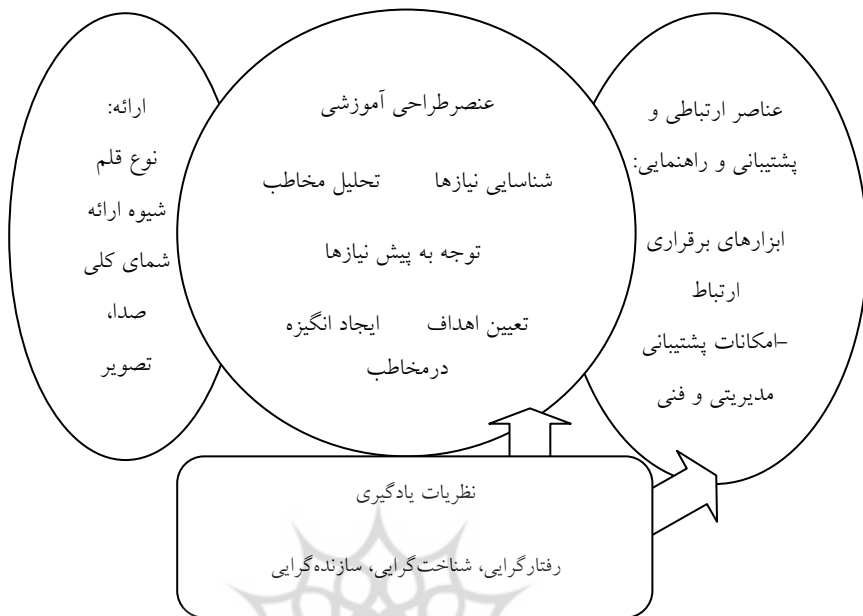 عناصر ارتباطی و
پشتیبانی و راهنمایی:
ابزارهای برقراری
ارتباط
–امکانات پشتیبانی
مدیریتی و فنی
عنصرطراحی آموزشی
شناسایی نیازها تحلیل مخاطب
توجه به پیش نیازها
تعیین اهداف ایجاد انگیزه
درمخاطب
ارائه:
نوع قلم
شیوه ارائه
شمای کلی
صدا،
تصویر
نظریات یادگیری
رفتارگرایی، شناخت‌گرایی، سازنده‌گرایی